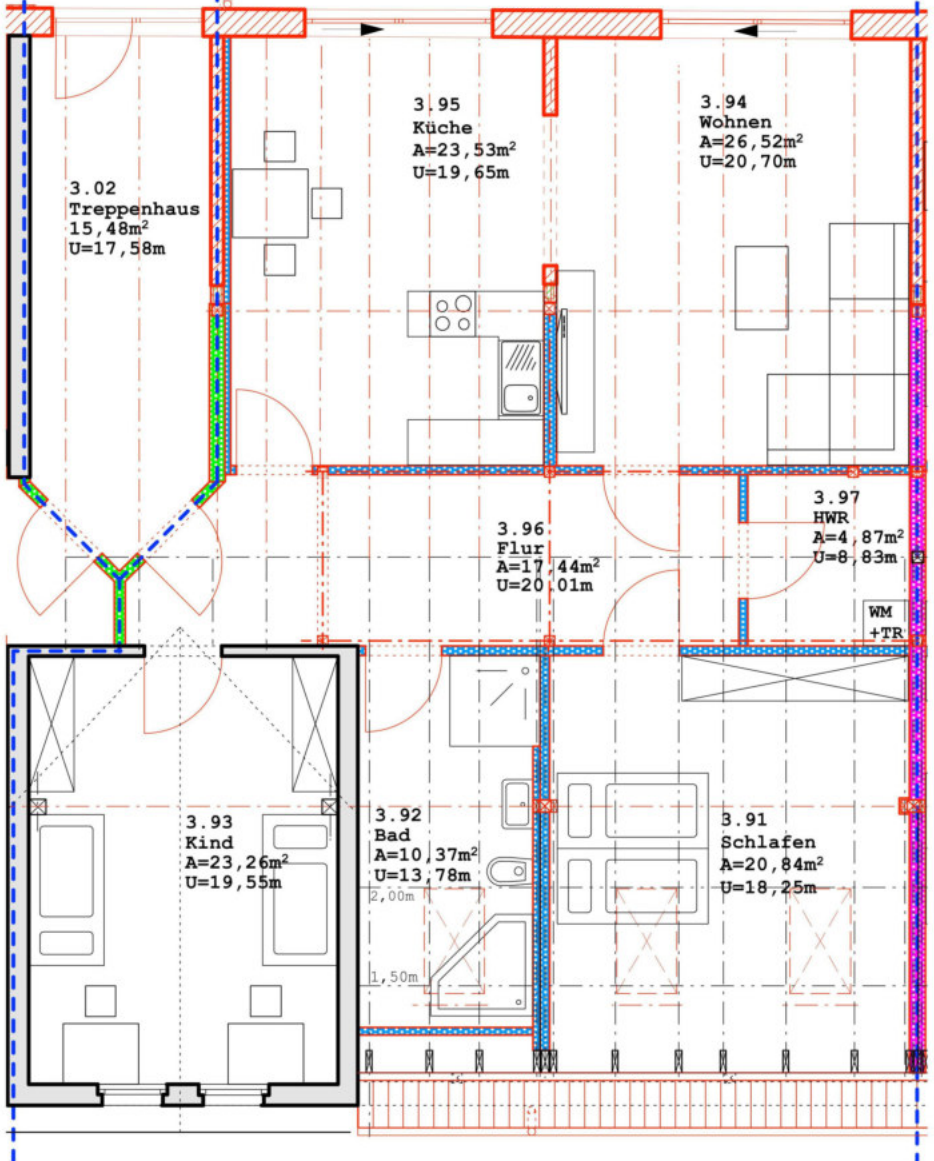 3.95
Küche
A=23,53m²
U=19,65m
3.94
Wohnen
A=26,52m²
U=20,70m
3.02
Treppenhaus
15,48m²
U=17,58m
3.97
HWR
A=4,87m²
U=8,83m
3.96
Flur
A=17,44m²
U=20,01m
WM
+TR
3.93
Kind
A=23,26m²
U=19,55m
3.92
Bad
A=10,37m²
U=13,78m
2,00m
1,50m
3.91
Schlafen
A=20,84m²
U=18,25m